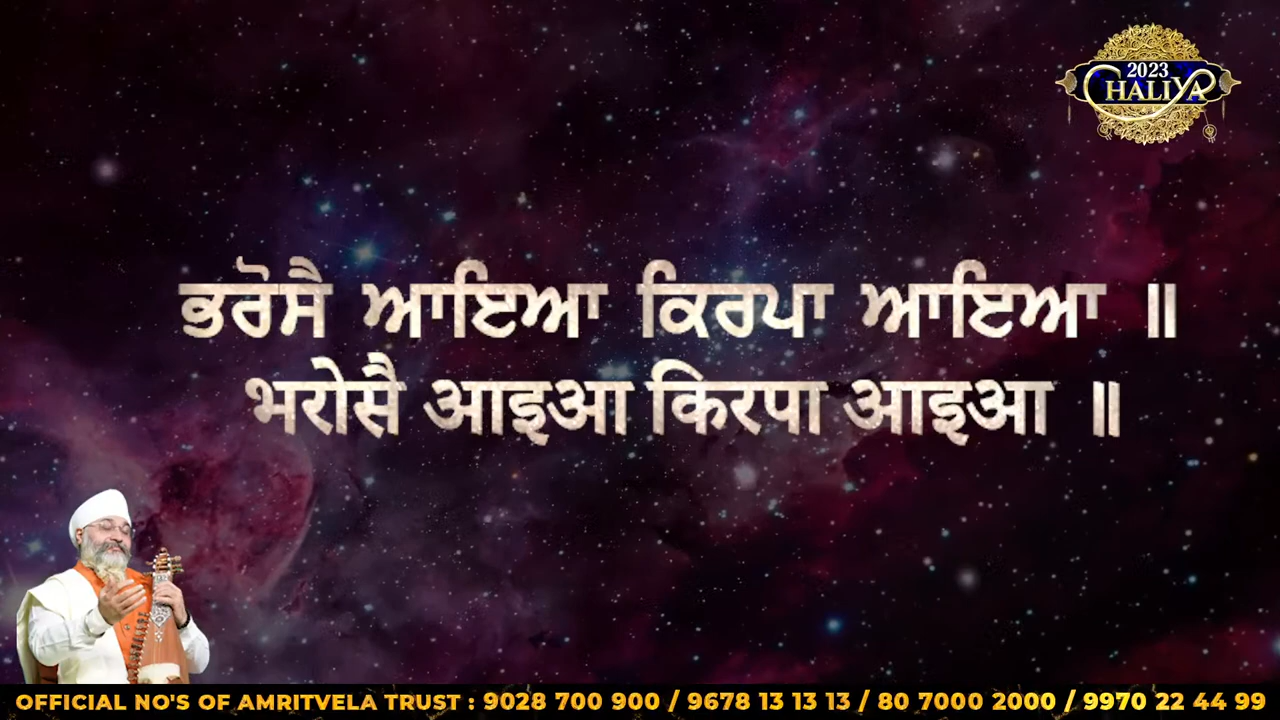 2023
CHALIYA
ਭਰੋਸੈ ਆਇਆ ਕਿਰਪਾ ਆਇਆ ॥
भरोसै आइआ किरपा आइआ ॥
OFFICIAL NO'S OF AMRITVELA TRUST : 9028 700 900 / 9678 13 13 13 / 80 7000 2000 / 9970 22 44 99